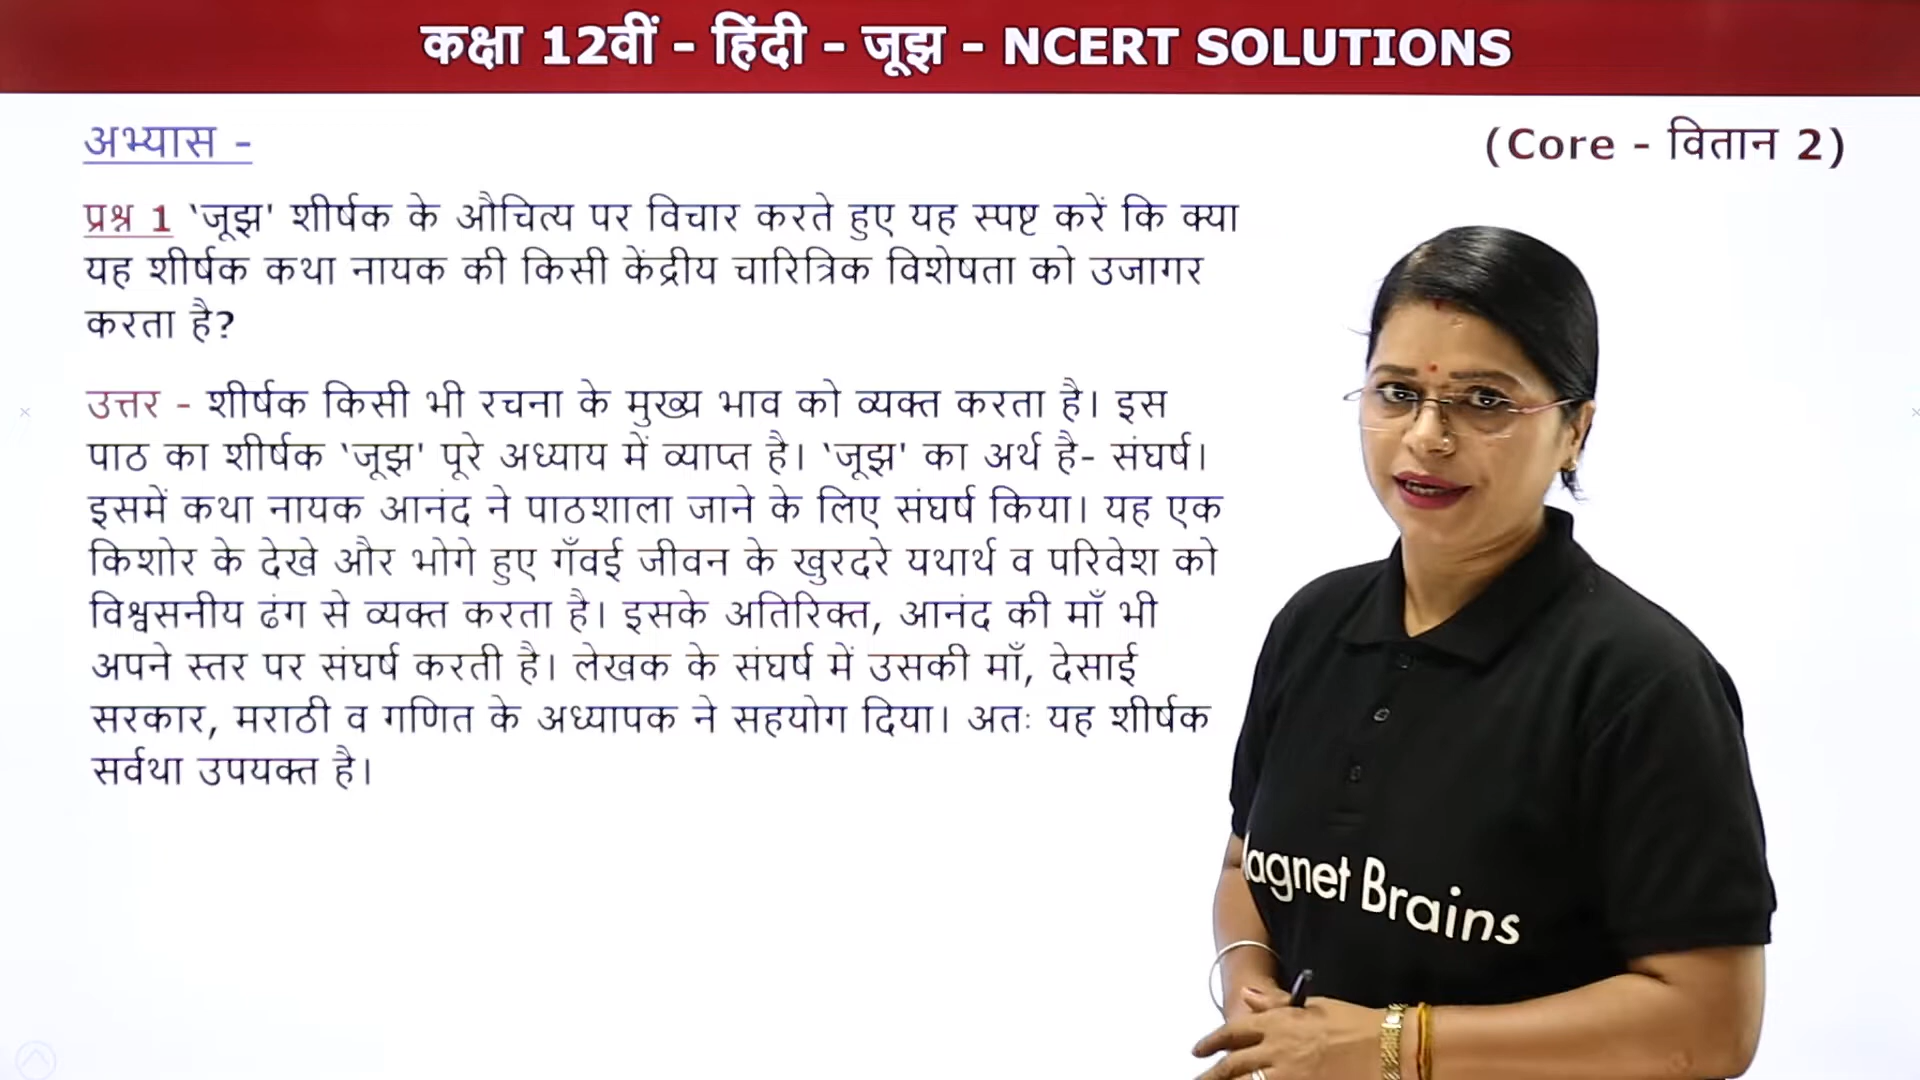 कक्षा 12वीं - हिंदी - जूझ - NCERT SOLUTIONS
अभ्यास -
(Core - वितान 2)
प्रश्न 1 'जूझ' शीर्षक के औचित्य पर विचार करते हुए यह स्पष्ट करें कि क्या
यह शीर्षक कथा नायक की किसी केंद्रीय चारित्रिक विशेषता को उजागर
करता है?
उत्तर - शीर्षक किसी भी रचना के मुख्य भाव को व्यक्त करता है। इस
पाठ का शीर्षक 'जूझ' पूरे अध्याय में व्याप्त है। 'जूझ' का अर्थ है- संघर्ष।
इसमें कथा नायक आनंद ने पाठशाला जाने के लिए संघर्ष किया। यह एक
किशोर के देखे और भोगे हुए गँवई जीवन के खुरदरे यथार्थ व परिवेश को
विश्वसनीय ढंग से व्यक्त करता है। इसके अतिरिक्त, आनंद की माँ भी
अपने स्तर पर संघर्ष करती है। लेखक के संघर्ष में उसकी माँ, देसाई
सरकार, मराठी व गणित के अध्यापक ने सहयोग दिया। अतः यह शीर्षक
सर्वथा उपयक्त है।
agnet Brains